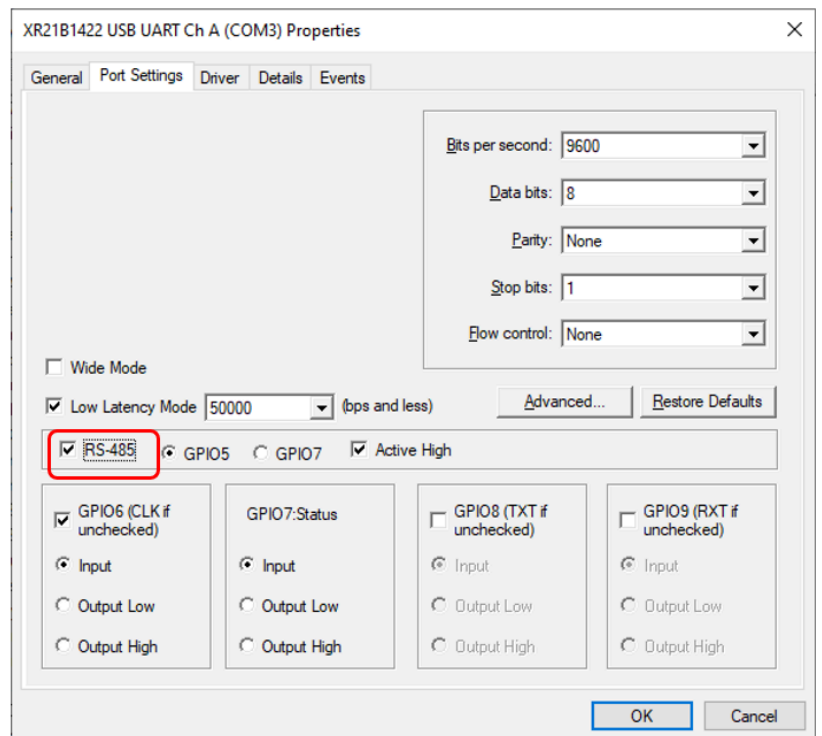 XR21B1422 USB UART Ch A (COM3) Properties
General Port Settings Driver Details Events
Bits per second: 9600
Data bits: 8
Parity: None
Stop bits: 1
Flow control: None
Wide Mode
Low Latency Mode 50000 (bps and less)
Advanced... Restore Defaults
RS-485 GPIO5 GPIO7 Active High
GPIO6 (CLK if
unchecked)
Input
Output Low
Output High
GPIO7:Status
Input
Output Low
Output High
GPIO8 (TXT if
unchecked)
Input
Output Low
Output High
GPIO9 (RXT if
unchecked)
Input
Output Low
Output High
OK Cancel